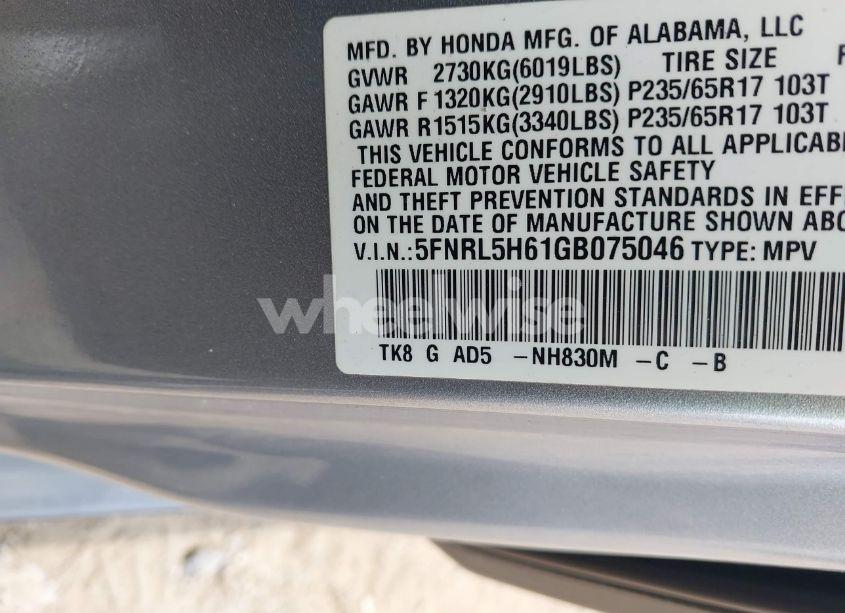 MFD. BY HONDA MFG. OF ALABAMA, LLC
GVWR 2730KG(6019LBS) TIRE SIZE
GAWR F 1320KG(2910LBS) P235/65R17 103T
GAWR R1515KG(3340LBS) P235/65R17 103T
THIS VEHICLE CONFORMS TO ALL APPLICABL
FEDERAL MOTOR VEHICLE SAFETY
AND THEFT PREVENTION STANDARDS IN EFF
ON THE DATE OF MANUFACTURE SHOWN ABO
V.I.N.:5FNRL5H61GB075046 TYPE: MPV
wheelwise
TK8 G AD5 -NH830M -C -B